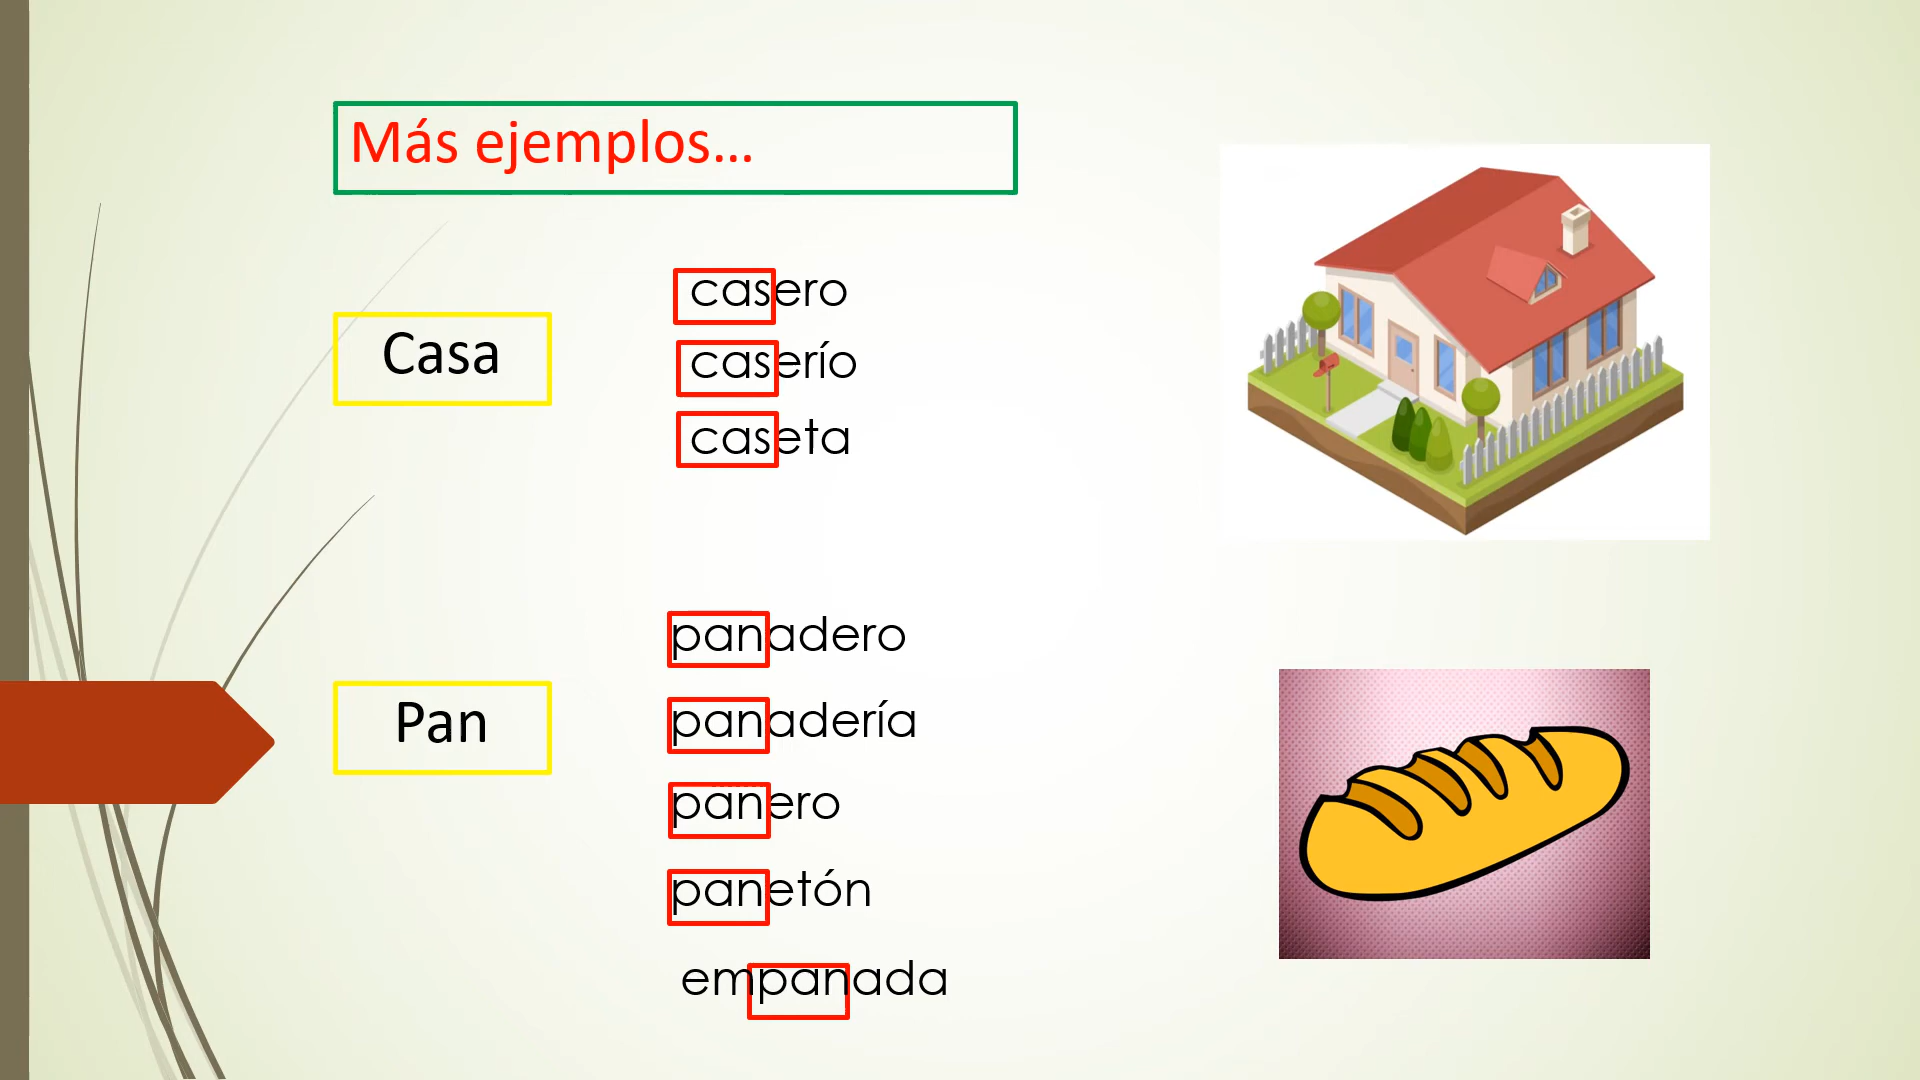 Más ejemplos...
Casa
casero
caserío
caseta
Pan
panadero
panadería
panero
panetón
empanada